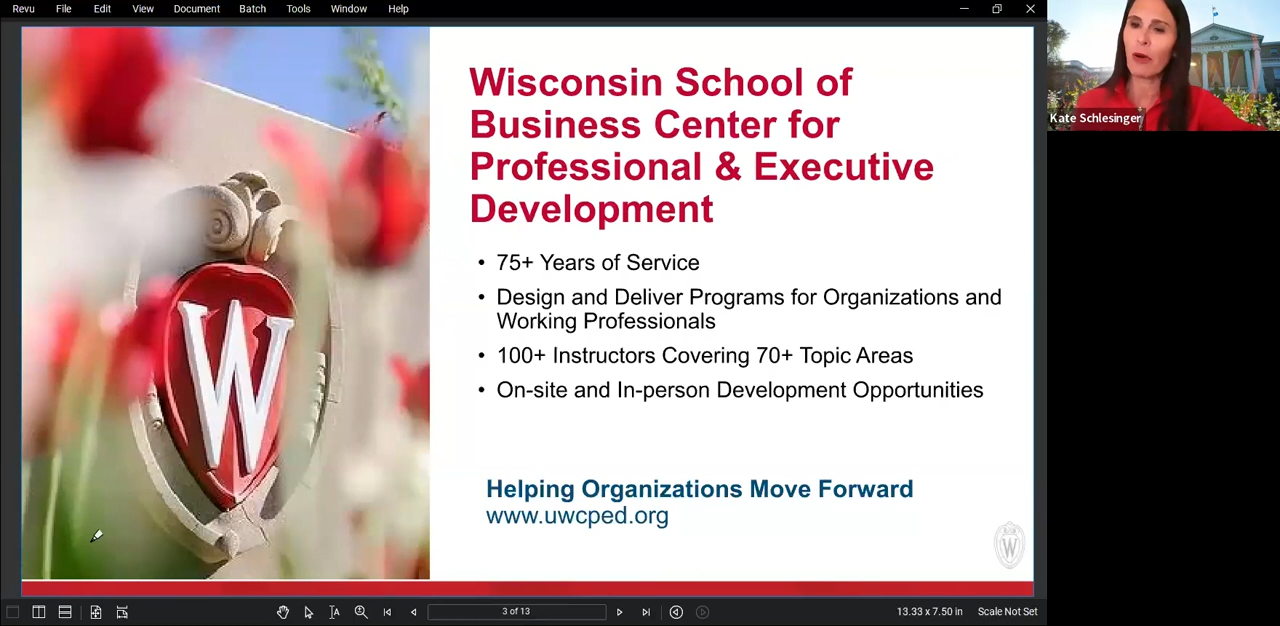 Revu File Edit View Document Batch Tools Window Help
Kate Schlesinger
Wisconsin School of
Business Center for
Professional & Executive
Development
• 75+ Years of Service
• Design and Deliver Programs for Organizations and
Working Professionals
• 100+ Instructors Covering 70+ Topic Areas
• On-site and In-person Development Opportunities
W
Helping Organizations Move Forward
www.uwcped.org
W
3 of 13
13.33 x 7.50 in Scale Not Set